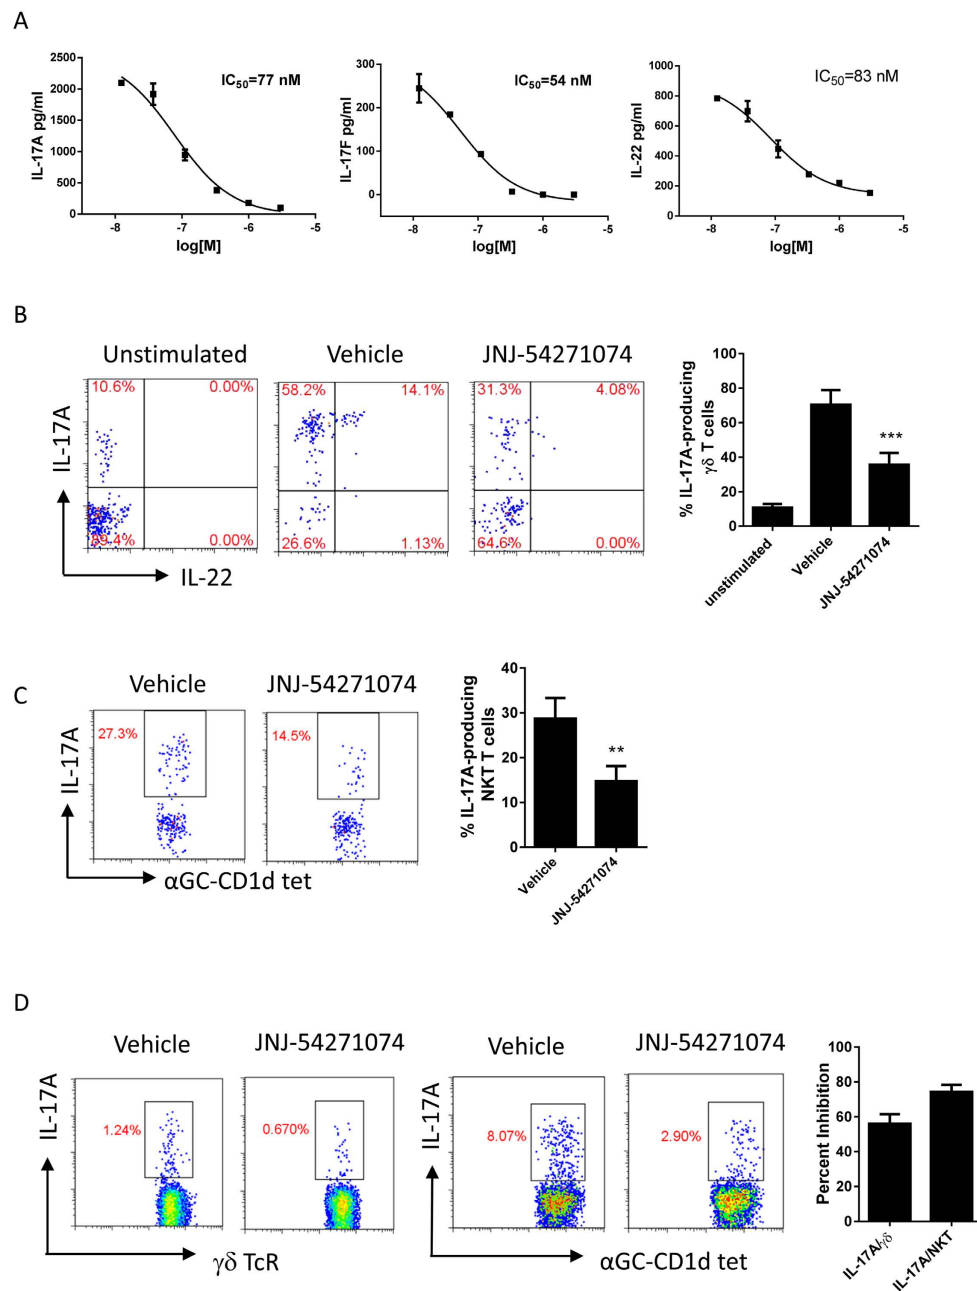 A
IC50=77 nM
IL-17A pg/ml
2500
2000
1500
1000
500
0
-8
-7
-6
-5
log[M]
IC50=54 nM
IL-17F pg/ml
300
200
100
0
-8
-7
-6
-5
log[M]
IC50=83 nM
IL-22 pg/ml
1000
800
600
400
200
0
-8
-7
-6
-5
log[M]
B
Unstimulated
Vehicle
JNJ-54271074
10.6%
0.00%
89.4%
0.00%
58.2%
14.1%
26.6%
1.13%
31.3%
4.08%
64.6%
0.00%
IL-17A
IL-22
% IL-17A-producing
γδ T cells
100
80
60
40
20
0
***
unstimulated
Vehicle
JNJ-54271074
C
Vehicle
JNJ-54271074
27.3%
14.5%
IL-17A
αGC-CD1d tet
% IL-17A-producing
NKT T cells
40
30
20
10
0
**
Vehicle
JNJ-54271074
D
Vehicle
JNJ-54271074
1.24%
0.670%
IL-17A
γδ TcR
Vehicle
JNJ-54271074
8.07%
2.90%
IL-17A
αGC-CD1d tet
Percent Inhibition
100
80
60
40
20
0
80
60
40
20
0
IL-17A/γδ
IL-17A/NKT